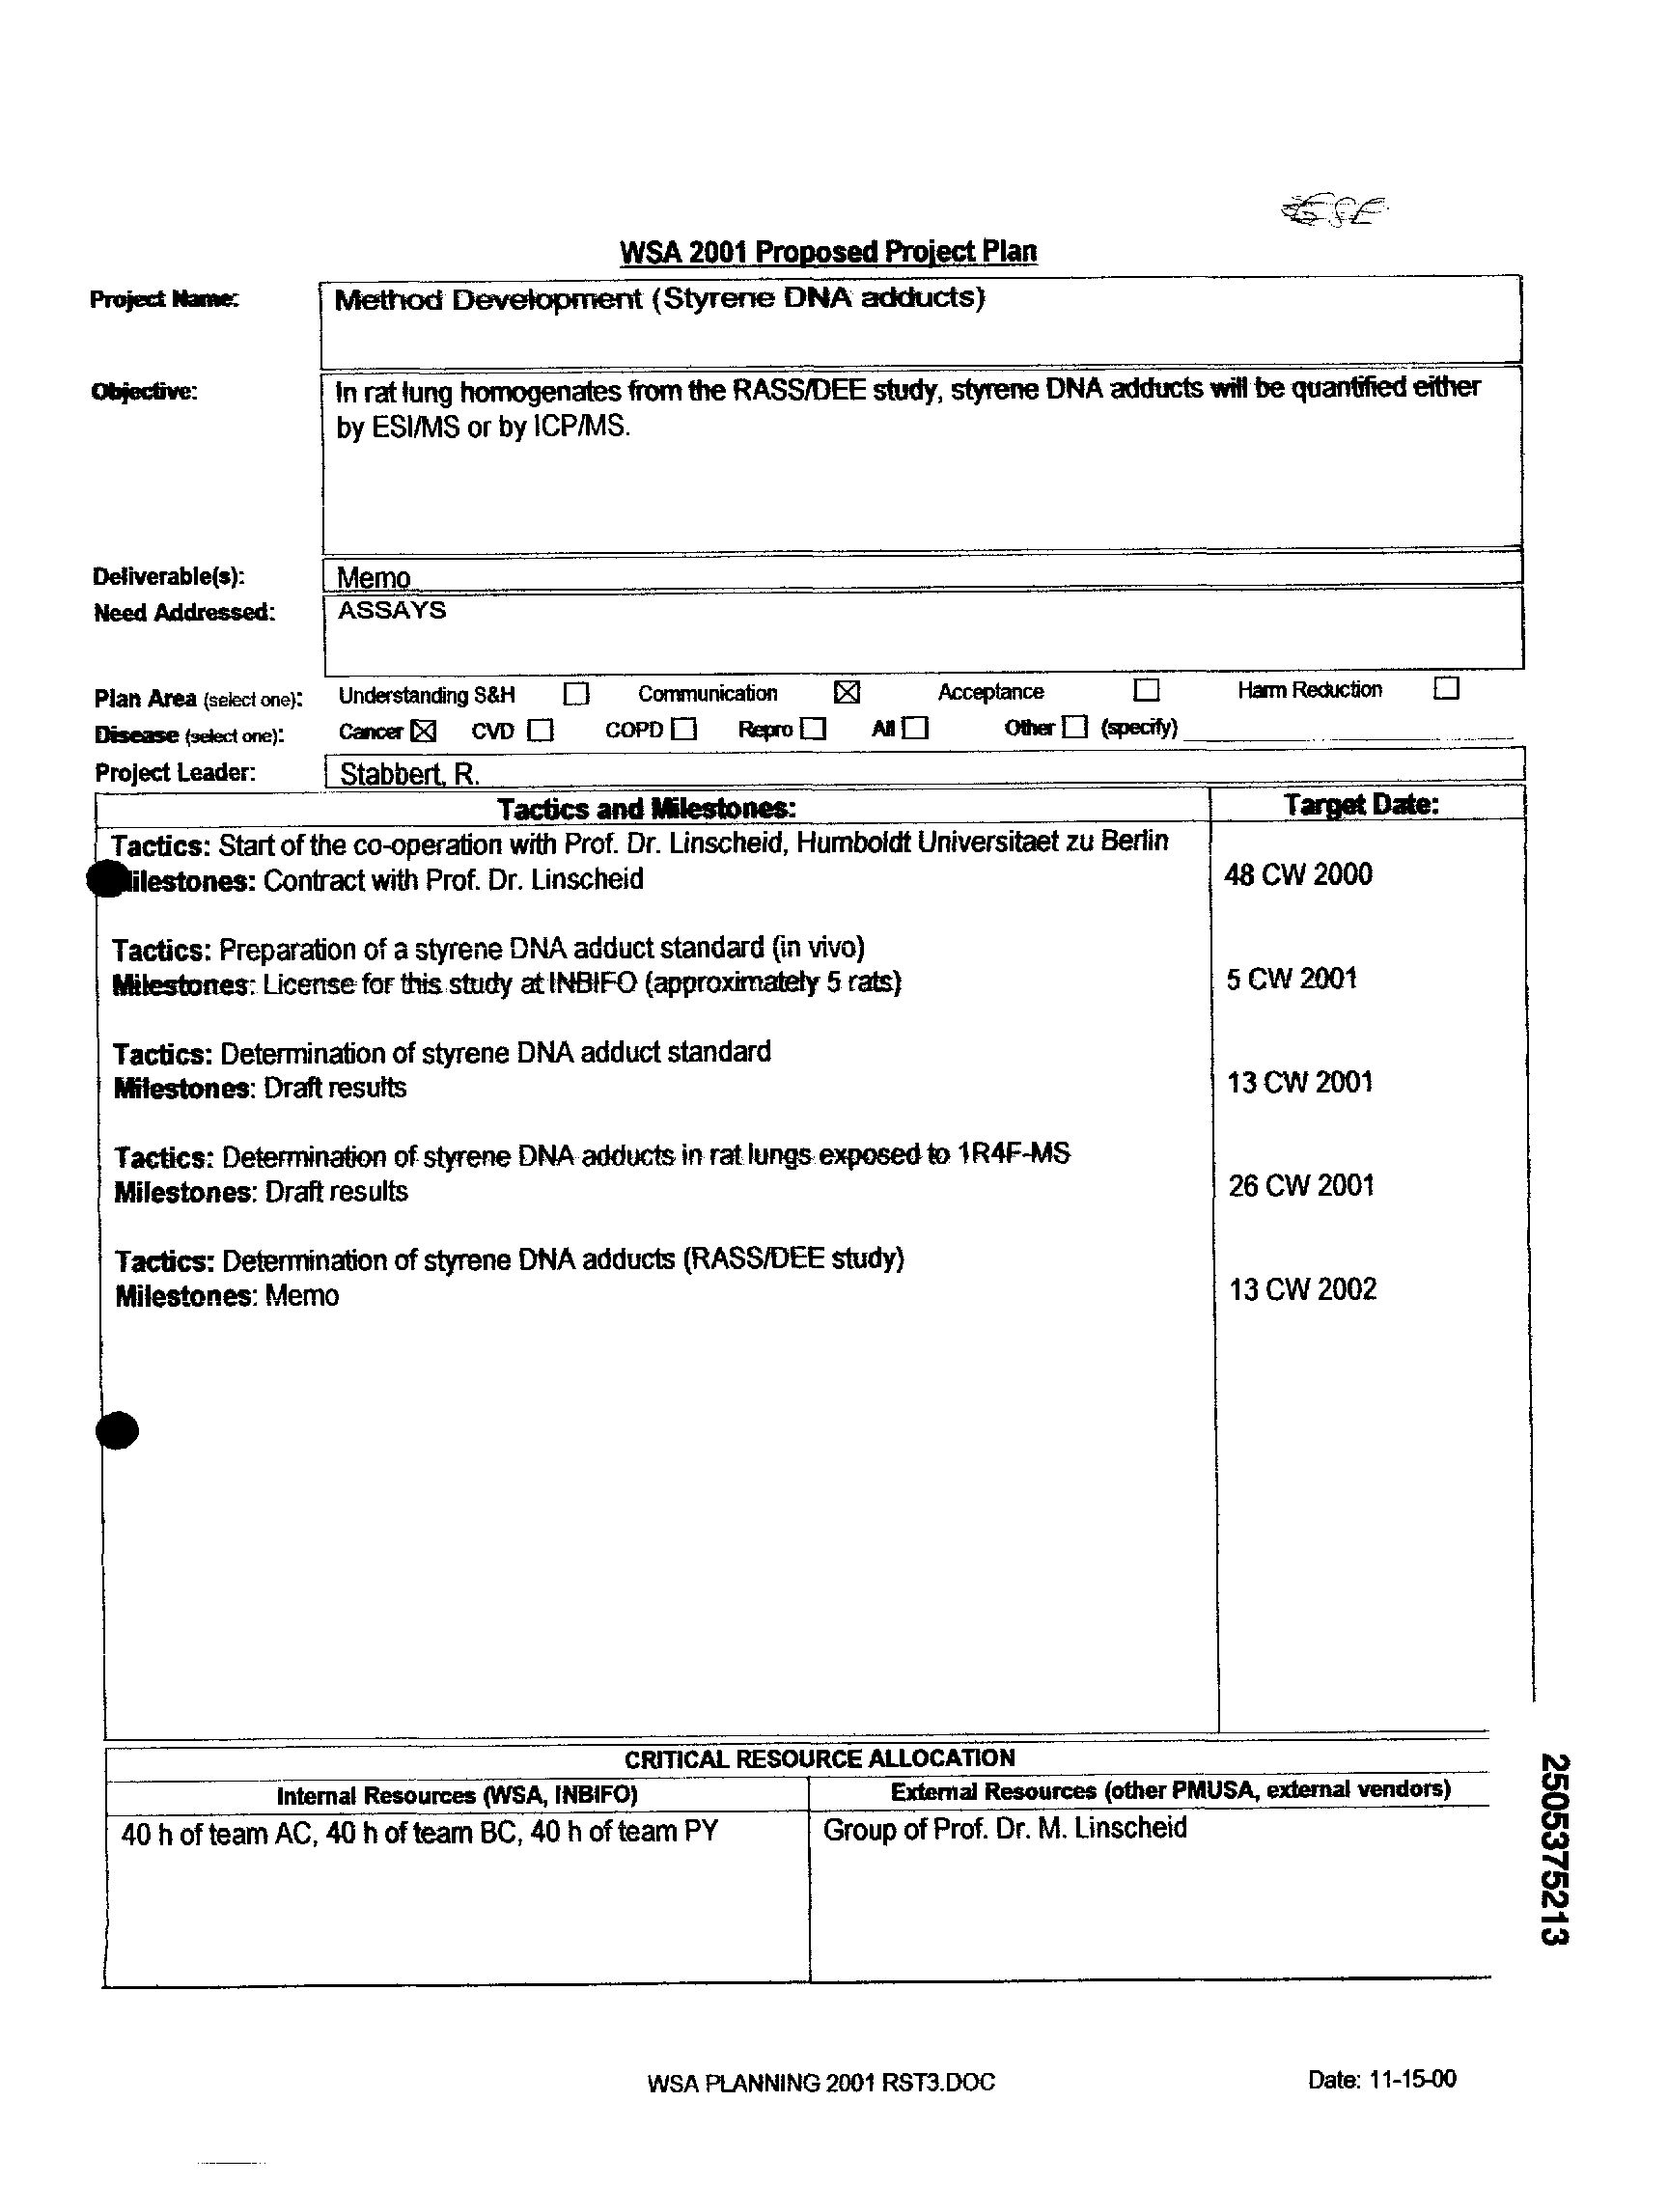 WSA 2001 Proposed Project Plan
Project Name: Method Development (Styrene DNA adducts)
Objective: In rat lung homogenates from the RASS/DEE study, styrene DNA adducts will be quantified either
by ESI/MS or by ICP/MS.
Deliverable(s): Memo
Need Addressed: ASSAYS
Plan Area (select one): Understanding S&H ☐ Communication ☒ Acceptance ☐ Harm Reduction ☐
Disease (select one): Cancer ☒ CVD ☐ COPD ☐ Repro ☐ All ☐ Other ☐ (specify)
Project Leader: Stabbert, R.
Tactics and Milestones: Target Date:
Tactics: Start of the co-operation with Prof. Dr. Linscheid, Humboldt Universitaet zu Berlin
ilestones: Contract with Prof. Dr. Linscheid 48 CW 2000
Tactics: Preparation of a styrene DNA adduct standard (in vivo)
Milestones: License for this study at INBIFO (approximately 5 rats) 5 CW 2001
Tactics: Determination of styrene DNA adduct standard
Milestones: Draft results 13 CW 2001
Tactics: Determination of styrene DNA adducts in rat lungs exposed to 1R4F-MS
Milestones: Draft results 26 CW 2001
Tactics: Determination of styrene DNA adducts (RASS/DEE study)
Milestones: Memo 13 CW 2002
CRITICAL RESOURCE ALLOCATION
Internal Resources (WSA, INBIFO) External Resources (other PMUSA, external vendors)
40 h of team AC, 40 h of team BC, 40 h of team PY Group of Prof. Dr. M. Linscheid
2505375213
WSA PLANNING 2001 RST3.DOC Date: 11-15-00